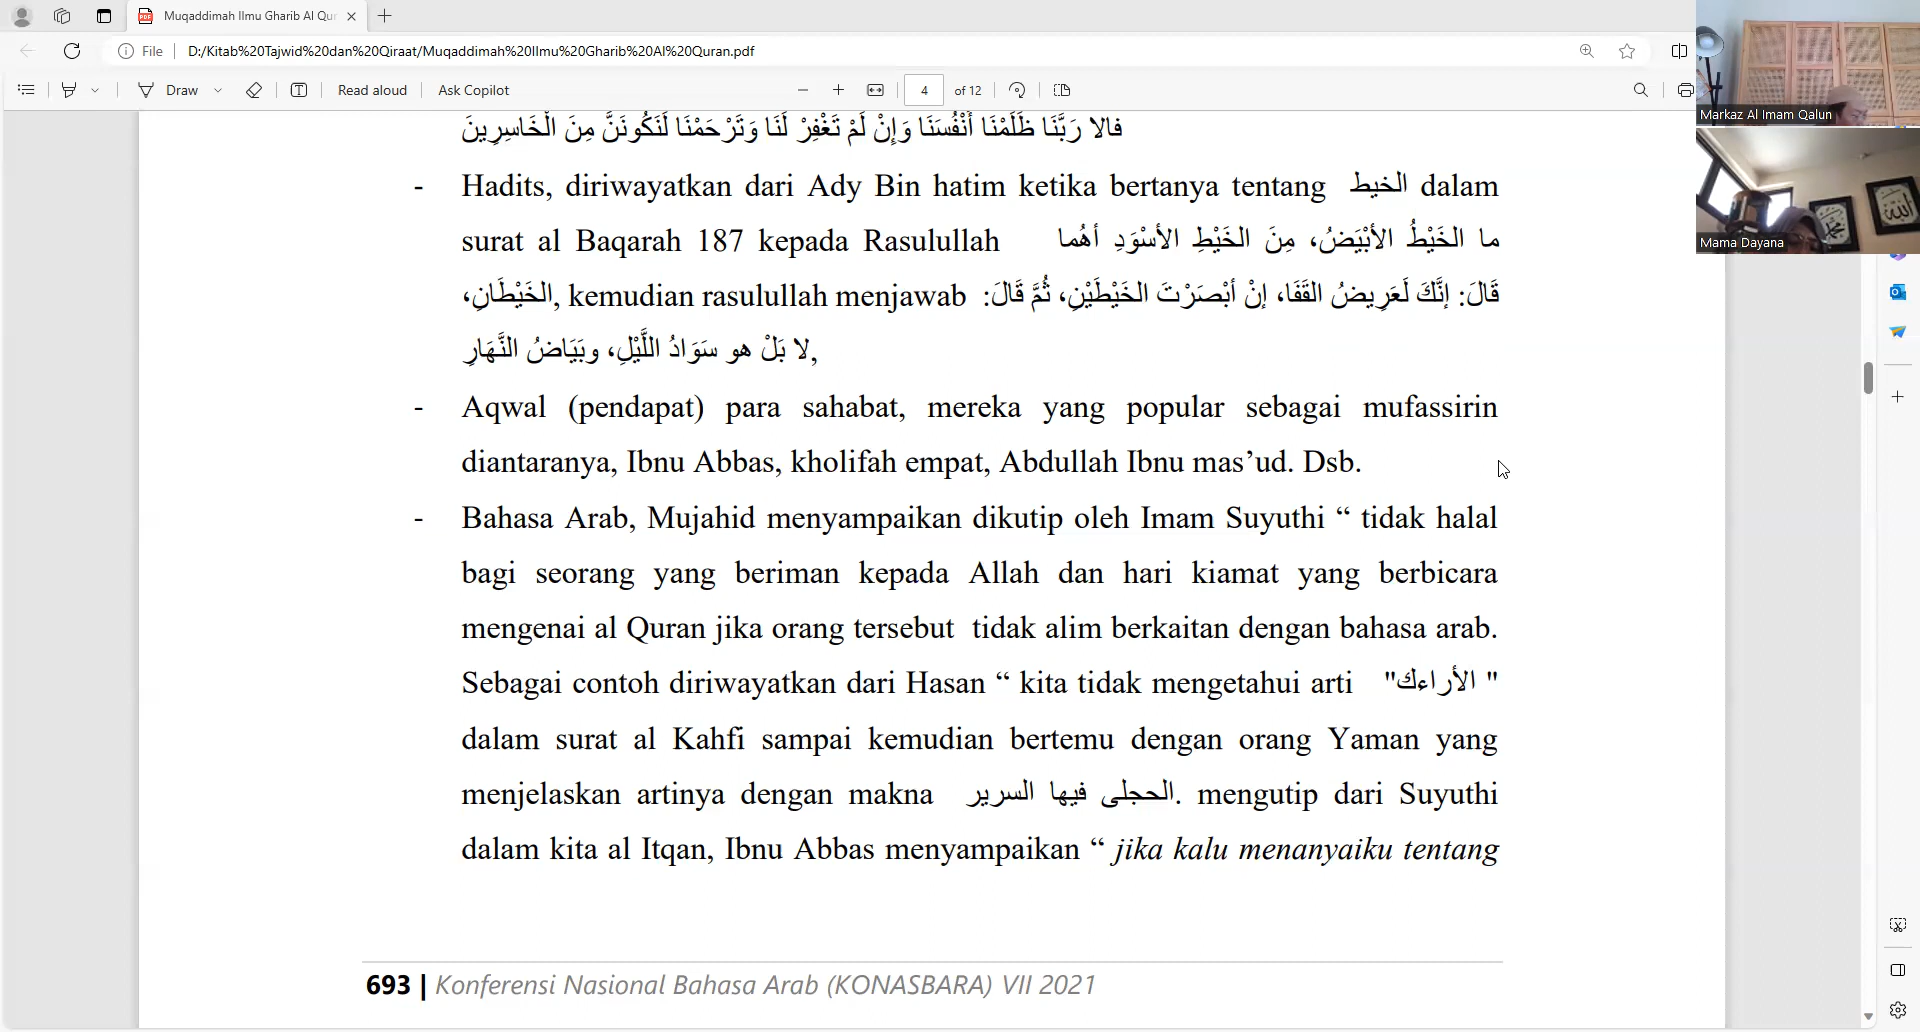 Muqaddimah Ilmu Gharib Al Qur
File
D:/Kitab%20Tajwid%20dan%20Qiraat/Muqaddimah%20Ilmu%20Gharib%20Al%20Quran.pdf
Draw
Read aloud
Ask Copilot
4 of 12
Markaz Al Imam Qalun
Mama Dayana
قالا رَبَّنَا ظَلَمْنَا أَنْفُسَنَا وَإِنْ لَمْ تَغْفِرْ لَنَا وَتَرْحَمْنَا لَنَكُونَنَّ مِنَ الْخَاسِرِينَ
- Hadits, diriwayatkan dari Ady Bin hatim ketika bertanya tentang الخيط dalam
surat al Baqarah 187 kepada Rasulullah ما الخَيْطُ الأبْيَضُ، مِنَ الخَيْطِ الأسْوَدِ أهُما
الخَيْطَانِ، , kemudian rasulullah menjawab قَالَ: إنَّكَ لَعَرِيضُ القَفَا، إنْ أبْصَرْتَ الخَيْطَيْنِ، ثُمَّ قَالَ:
لا بَلْ هو سَوَادُ اللَّيْلِ، وبَيَاضُ النَّهَارِ ,
- Aqwal (pendapat) para sahabat, mereka yang popular sebagai mufassirin
diantaranya, Ibnu Abbas, kholifah empat, Abdullah Ibnu mas’ud. Dsb.
- Bahasa Arab, Mujahid menyampaikan dikutip oleh Imam Suyuthi “ tidak halal
bagi seorang yang beriman kepada Allah dan hari kiamat yang berbicara
mengenai al Quran jika orang tersebut tidak alim berkaitan dengan bahasa arab.
Sebagai contoh diriwayatkan dari Hasan “ kita tidak mengetahui arti " الأراءك"
dalam surat al Kahfi sampai kemudian bertemu dengan orang Yaman yang
menjelaskan artinya dengan makna الحجلى فيها السرير. mengutip dari Suyuthi
dalam kita al Itqan, Ibnu Abbas menyampaikan “ jika kalu menanyaiku tentang
693 | Konferensi Nasional Bahasa Arab (KONASBARA) VII 2021